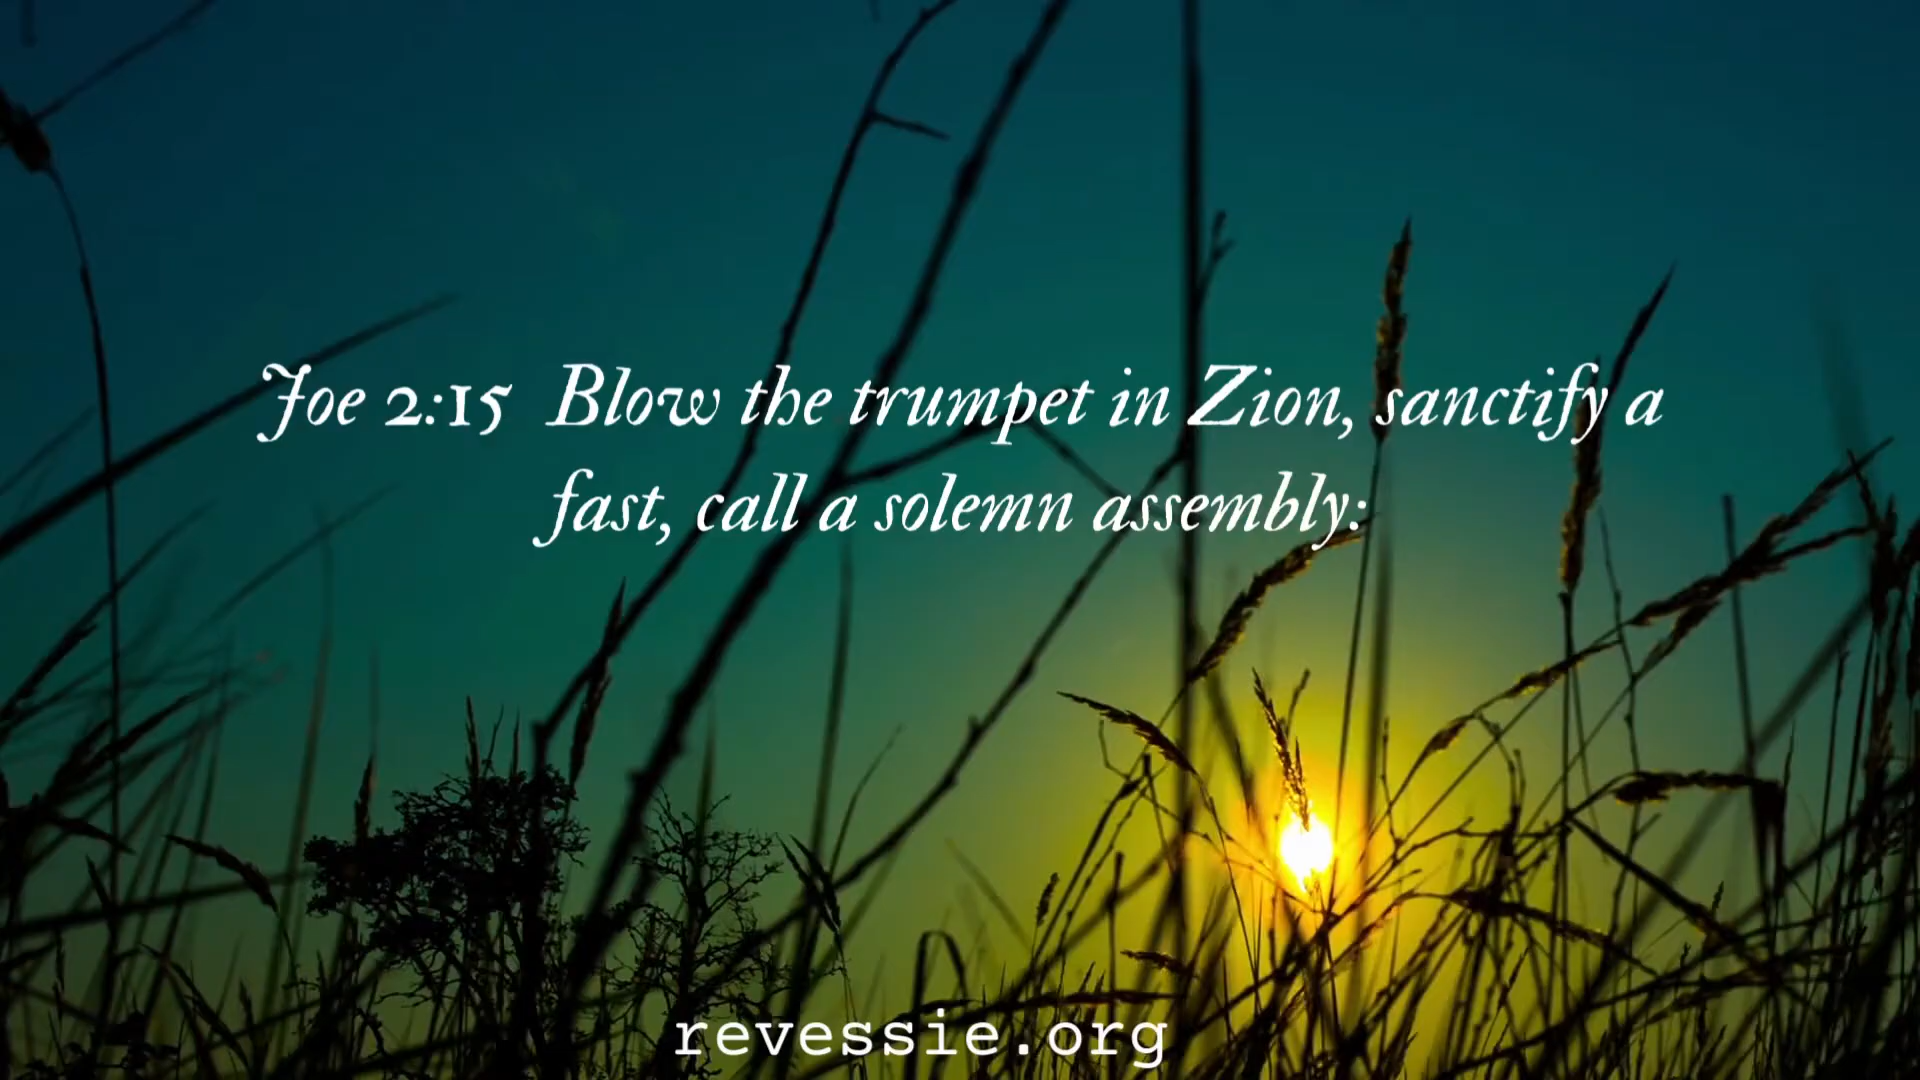 Joe 2:15 Blow the trumpet in Zion, sanctify a
fast, call a solemn assembly:
revessie.org